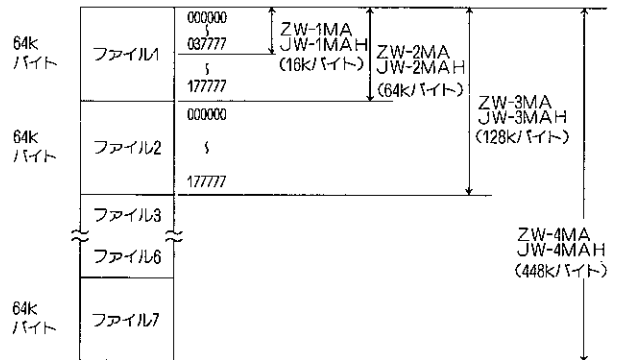 64K
バイト
ファイル1
000000
〜
037777
〜
177777
ZW-1MA
JW-1MAH
(16Kバイト)
ZW-2MA
JW-2MAH
(64Kバイト)
ZW-3MA
JW-3MAH
(128Kバイト)
ZW-4MA
JW-4MAH
(448Kバイト)
64K
バイト
ファイル2
000000
〜
177777
ファイル3
ファイル6
64K
バイト
ファイル7